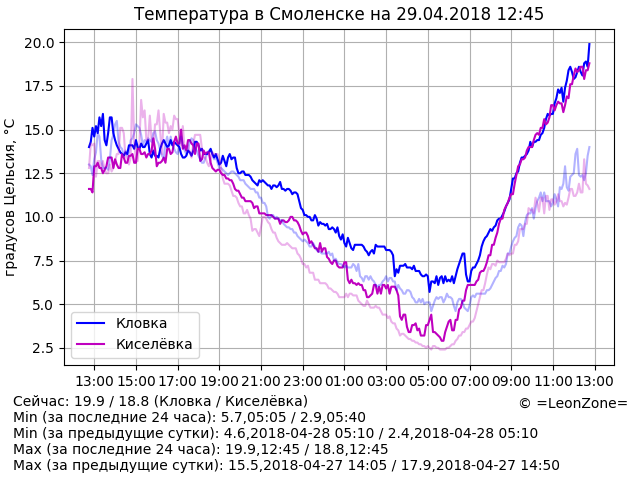 Температура в Смоленске на 29.04.2018 12:45
градусов Цельсия, °C
20.0
17.5
15.0
12.5
10.0
7.5
5.0
2.5
Кловка
Киселёвка
13:00 15:00 17:00 19:00 21:00 23:00 01:00 03:00 05:00 07:00 09:00 11:00 13:00
Сейчас: 19.9 / 18.8 (Кловка / Киселёвка)
© =LeonZone=
Min (за последние 24 часа): 5.7,05:05 / 2.9,05:40
Min (за предыдущие сутки): 4.6,2018-04-28 05:10 / 2.4,2018-04-28 05:10
Max (за последние 24 часа): 19.9,12:45 / 18.8,12:45
Max (за предыдущие сутки): 15.5,2018-04-27 14:05 / 17.9,2018-04-27 14:50